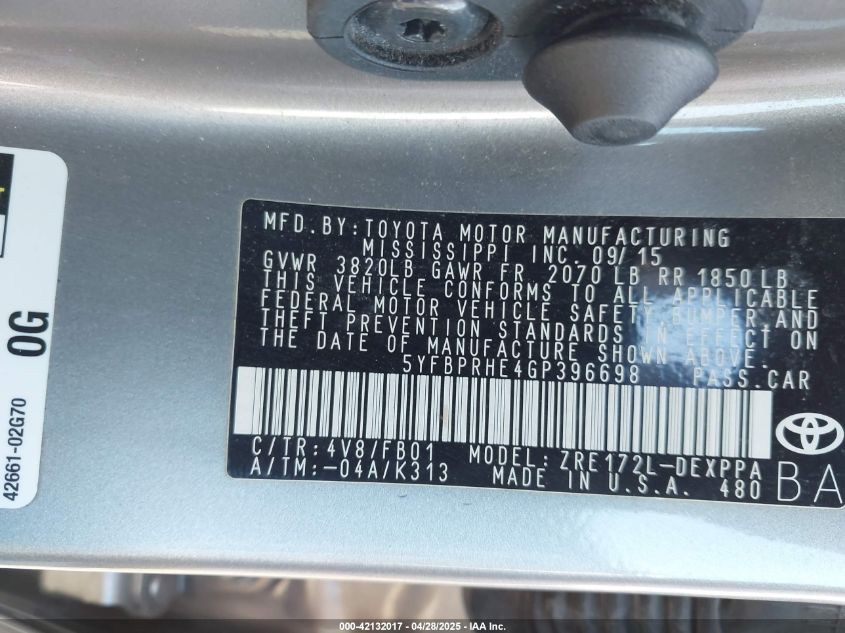 MFD.BY:TOYOTA MOTOR MANUFACTURING
MISSISSIPPI INC. 09/15
GVWR 3820LB GAWR FR 2070 LB RR 1850LB
THIS VEHICLE CONFORMS TO ALL APPLICABLE
FEDERAL MOTOR VEHICLE SAFETY, BUMPER AND
THEFT PREVENTION STANDARDS IN EFFECT ON
THE DATE OF MANUFACTURE SHOWN ABOVE.
5YFBPRHE4GP396698 PASS.CAR
C/TR:4V8/FB01 MODEL:ZRE172L-DEXPPA
A/TM:-04A/K313 MADE IN U.S.A. 480
BA
42661-02G70
0G
000-42132017 - 04/28/2025 - IAA Inc.